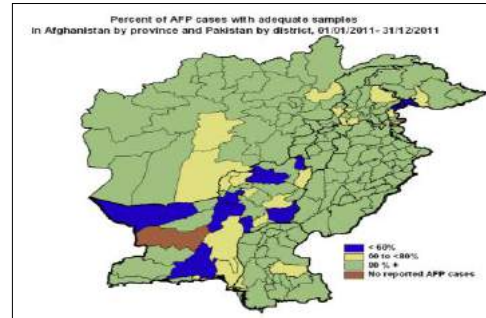 Percent of AFP cases with adequate samples
in Afghanistan by province and Pakistan by district, 01/01/2011- 31/12/2011
< 60%
60 to <80%
80 % +
No reported AFP cases